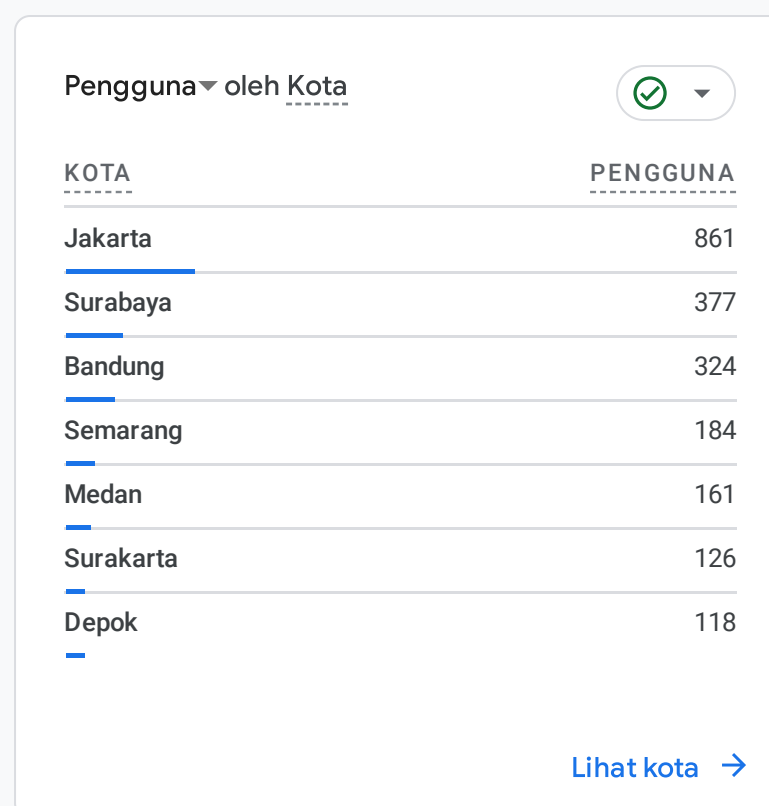 Pengguna oleh Kota
KOTA PENGGUNA
Jakarta 861
Surabaya 377
Bandung 324
Semarang 184
Medan 161
Surakarta 126
Depok 118
Lihat kota